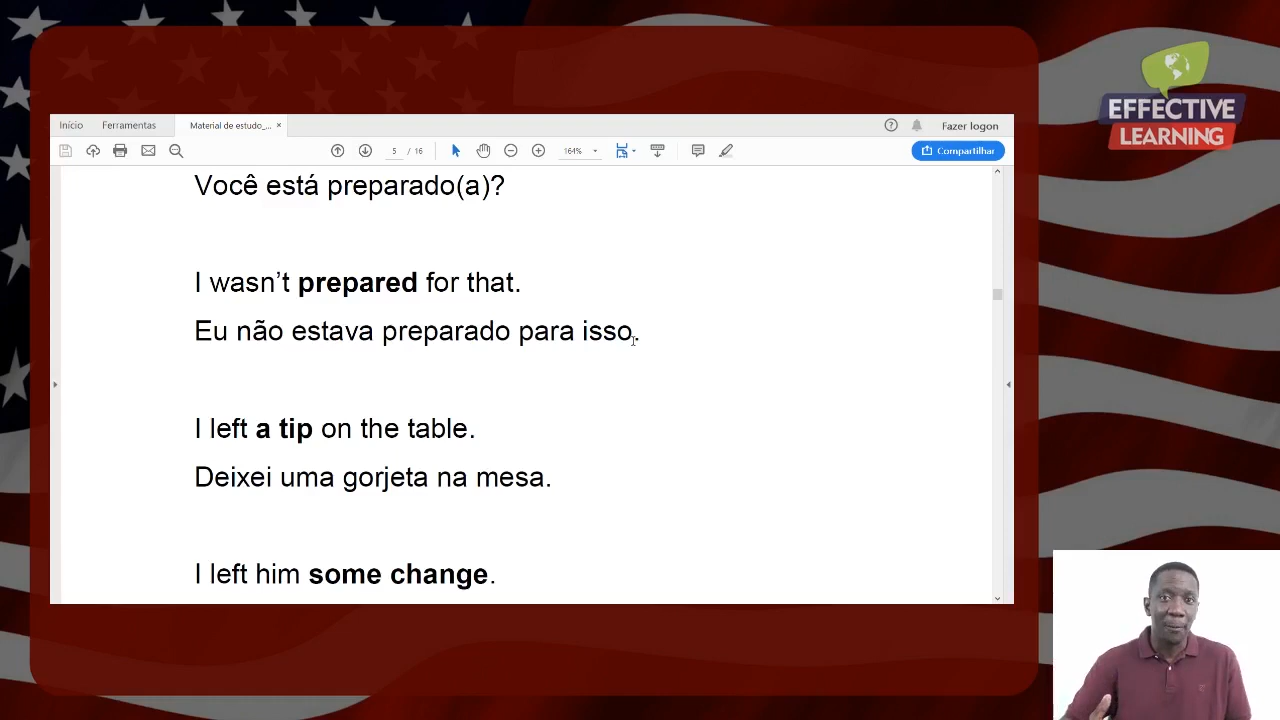 EFFECTIVE
LEARNING
Início Ferramentas Material de estudo_... × Fazer logon
5 / 16 164% Compartilhar
Você está preparado(a)?
I wasn’t prepared for that.
Eu não estava preparado para isso.
I left a tip on the table.
Deixei uma gorjeta na mesa.
I left him some change.